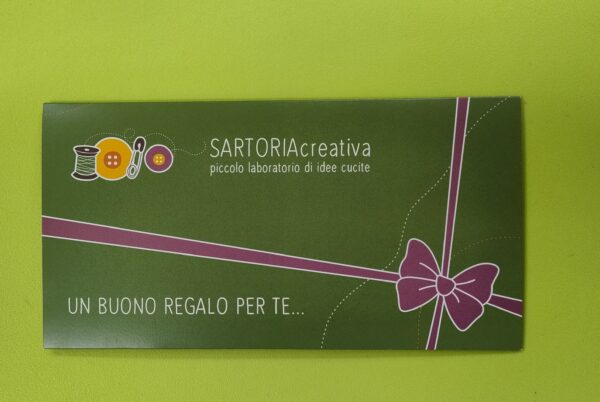 SARTORIAcreativa
piccolo laboratorio di idee cucite
UN BUONO REGALO PER TE...